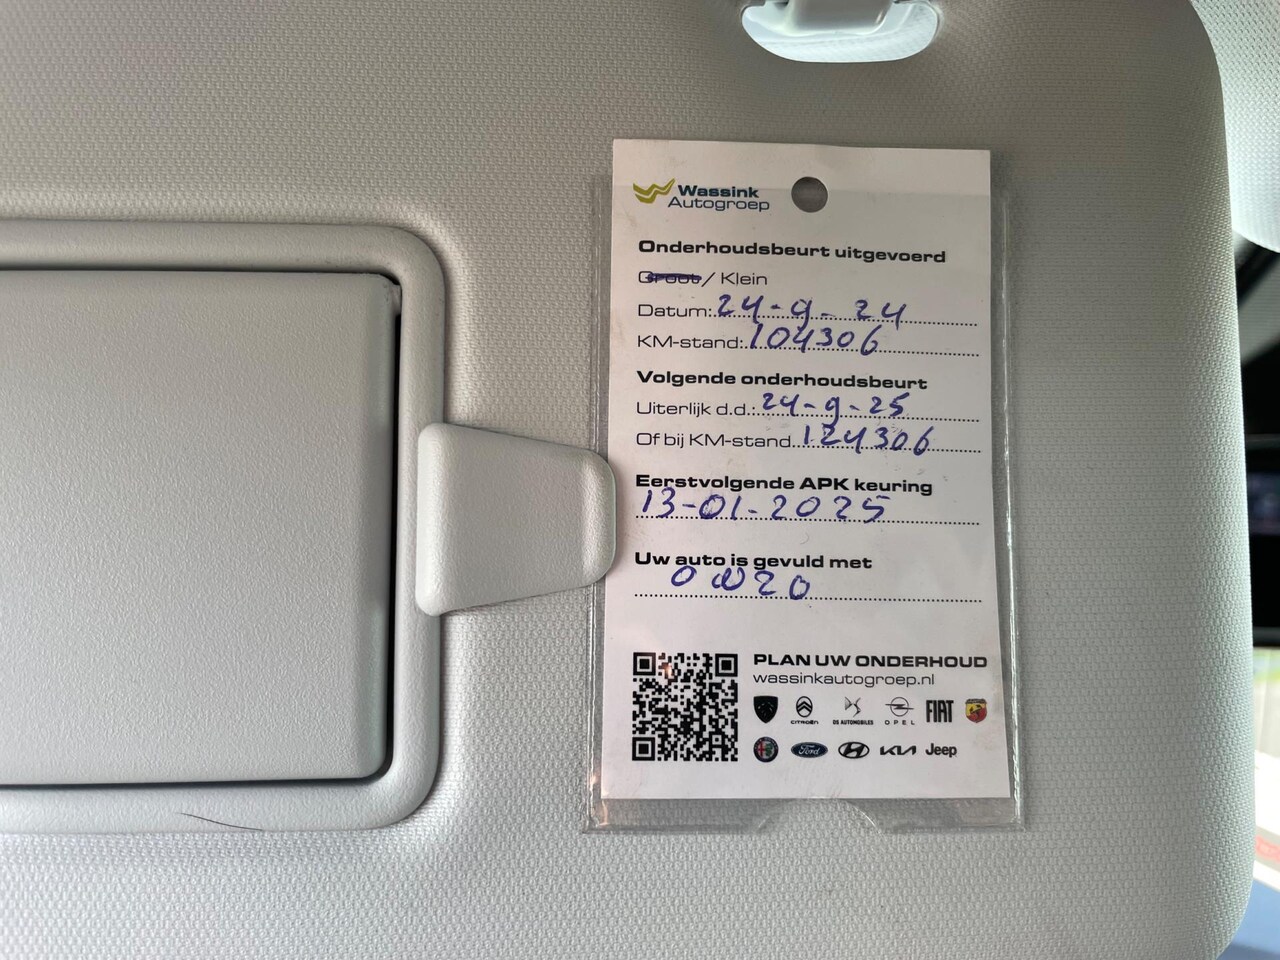 Wassink
Autogroep
Onderhoudsbeurt uitgevoerd
Groot / Klein
Datum: 24-9-24
KM-stand: 104306
Volgende onderhoudsbeurt
Uiterlijk d.d.: 24-9-25
Of bij KM-stand 124306
Eerstvolgende APK keuring
13-01-2025
Uw auto is gevuld met
0W20
PLAN UW ONDERHOUD
wassinkautogroep.nl
CITROËN DS AUTOMOBILES OPEL FIAT
Ford KIA Jeep